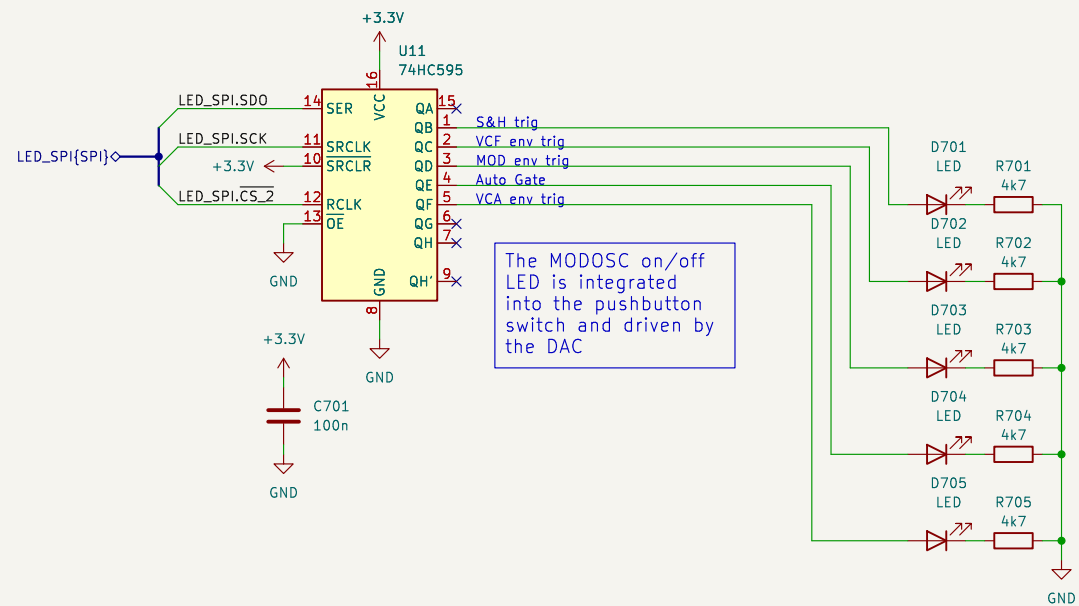 +3.3V
U11
74HC595
16
VCC
LED_SPI.SDO
14
SER
QA
15
QB
1
S&H trig
LED_SPI.SCK
11
SRCLK
QC
2
VCF env trig
LED_SPI{SPI}
+3.3V
10
SRCLR
QD
3
MOD env trig
QE
4
Auto Gate
LED_SPI.CS_2
12
RCLK
QF
5
VCA env trig
13
OE
QG
6
QH
7
QH'
9
GND
8
GND
GND
The MODOSC on/off
LED is integrated
into the pushbutton
switch and driven by
the DAC
+3.3V
C701
100n
GND
D701
LED
R701
4k7
D702
LED
R702
4k7
D703
LED
R703
4k7
D704
LED
R704
4k7
D705
LED
R705
4k7
GND